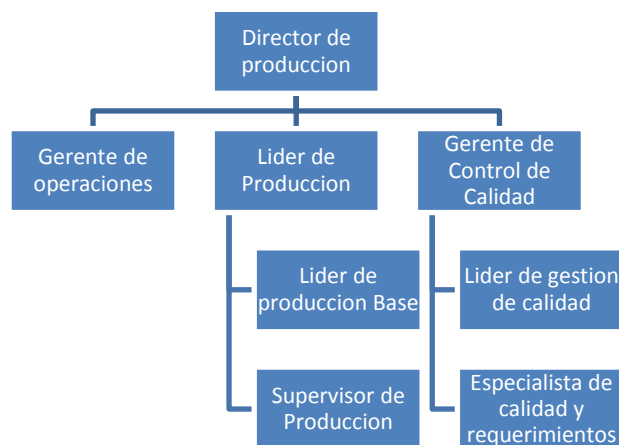 Director de
produccion
Gerente de
operaciones
Lider de
Produccion
Gerente de
Control de
Calidad
Lider de
produccion Base
Supervisor de
Produccion
Lider de gestion
de calidad
Especialista de
calidad y
requerimientos